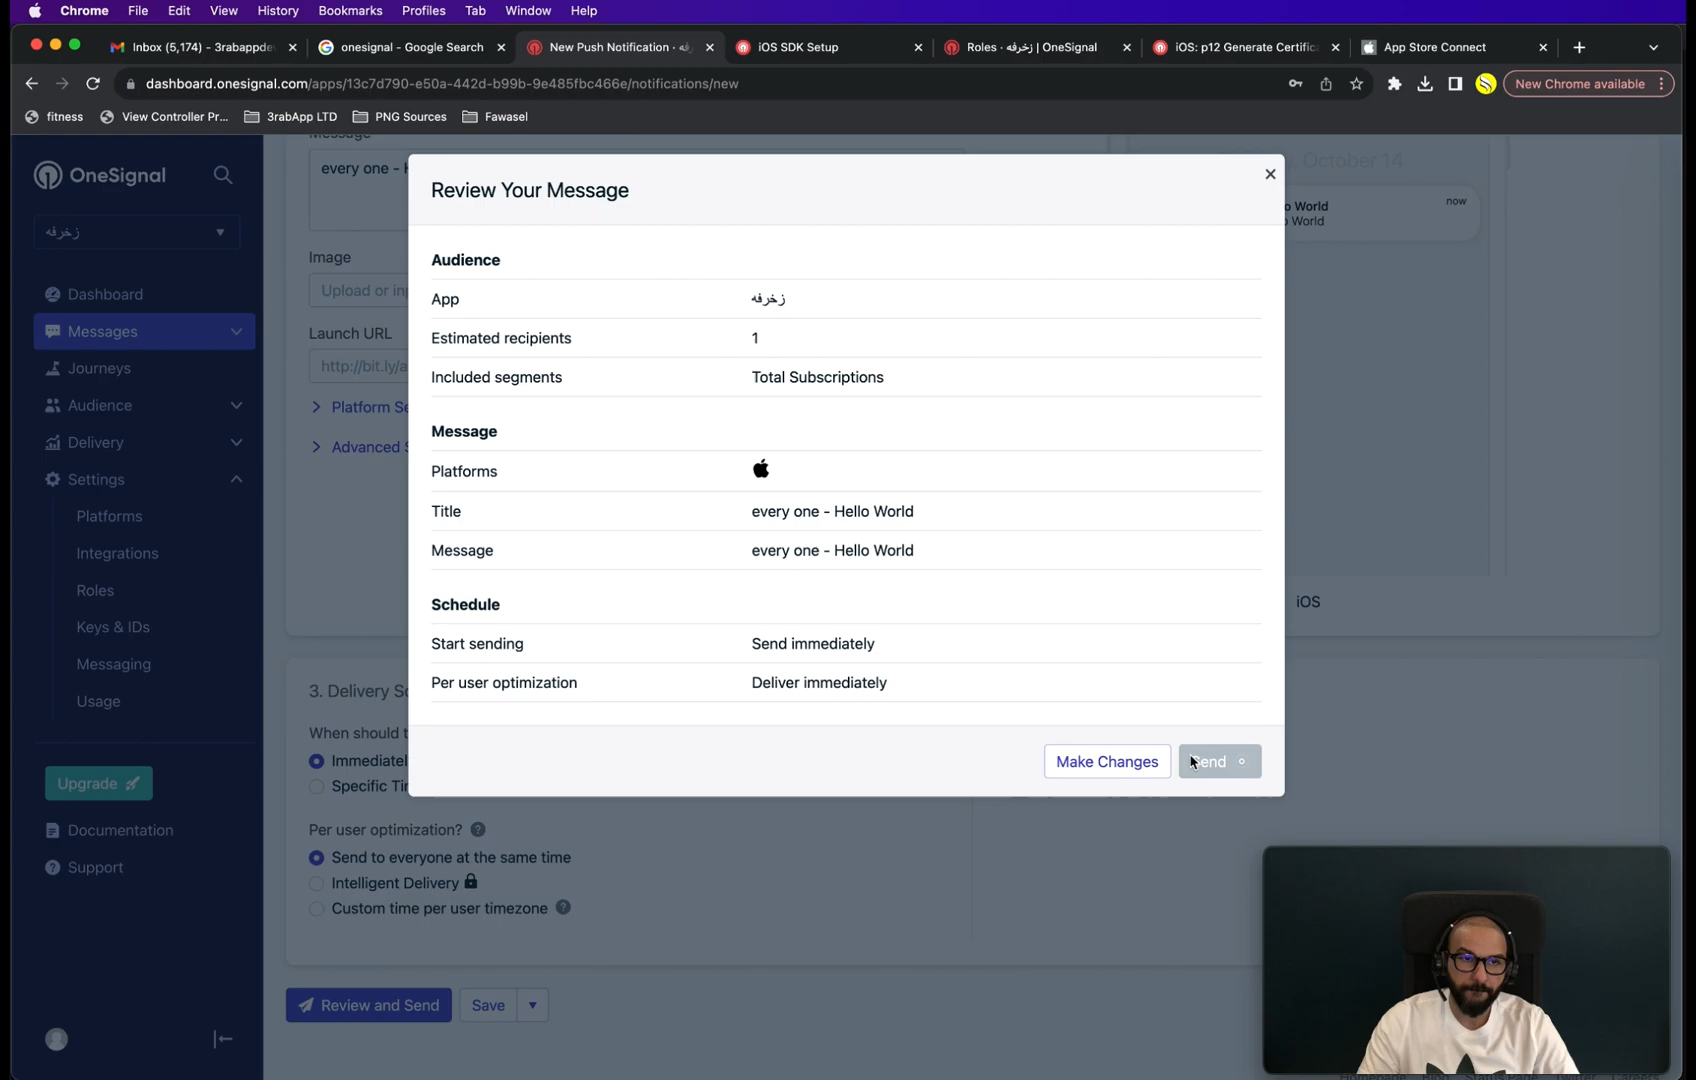 Chrome File Edit View History Bookmarks Profiles Tab Window Help
Inbox (5,174) - 3rabappde
onesignal - Google Search
New Push Notification · زخرفه
iOS SDK Setup
Roles · زخرفه | OneSignal
iOS: p12 Generate Certific
App Store Connect
dashboard.onesignal.com/apps/13c7d790-e50a-442d-b99b-9e485fbc466e/notifications/new
New Chrome available
fitness
View Controller Pr...
3rabApp LTD
PNG Sources
Fawasel
OneSignal
زخرفه
Dashboard
Messages
Journeys
Audience
Delivery
Settings
Platforms
Integrations
Roles
Keys & IDs
Messaging
Usage
Upgrade
Documentation
Support
Message
every one - H
Image
Upload or inp
Launch URL
http://bit.ly/a
Platform Se
Advanced S
October 14
o World
now
World
iOS
Review Your Message
Audience
App زخرفه
Estimated recipients 1
Included segments Total Subscriptions
Message
Platforms
Title every one - Hello World
Message every one - Hello World
Schedule
Start sending Send immediately
Per user optimization Deliver immediately
Make Changes
Send
3. Delivery Sc
When should t
Immediatel
Specific Tir
Per user optimization?
Send to everyone at the same time
Intelligent Delivery
Custom time per user timezone
Review and Send
Save